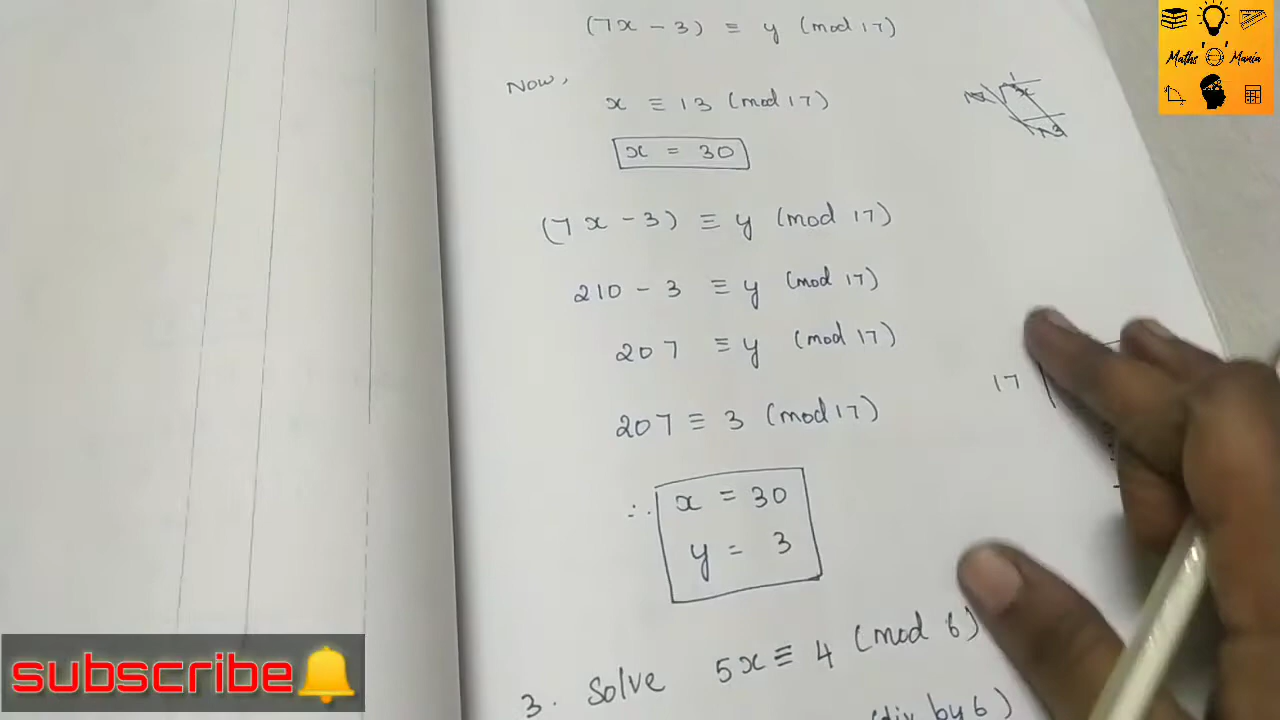 (7x - 3) ≡ y (mod 17)
Maths Mania
Now,
x ≡ 13 (mod 17)
x = 30
(7x - 3) ≡ y (mod 17)
210 - 3 ≡ y (mod 17)
207 ≡ y (mod 17)
17
207 ≡ 3 (mod 17)
∴ x = 30
y = 3
3. Solve 5x ≡ 4 (mod 6)
(div by 6)
subscribe